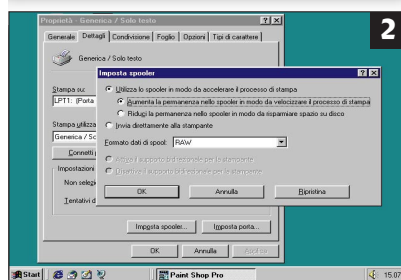 Proprietà - Generica / Solo testo
2
Generale Dettagli Condivisione Foglio Opzioni Tipi di carattere
Generica / Solo testo
Imposta spooler
Stampa su:
LPT1: (Porta
Utilizza lo spooler in modo da accelerare il processo di stampa
Aumenta la permanenza nello spooler in modo da velocizzare il processo di stampa
Riduci la permanenza nello spooler in modo da risparmiare spazio su disco
Invia direttamente alla stampante
Stampa utilizza
Generica / So
Formato dati di spool: RAW
Connetti
Attiva il supporto bidirezionale per la stampante
Disattiva il supporto bidirezionale per la stampante
Impostazioni
Non selezi
OK Annulla Ripristina
Tentativi d
Imposta spooler... Imposta porta...
OK Annulla Applica
Start Paint Shop Pro 15.07